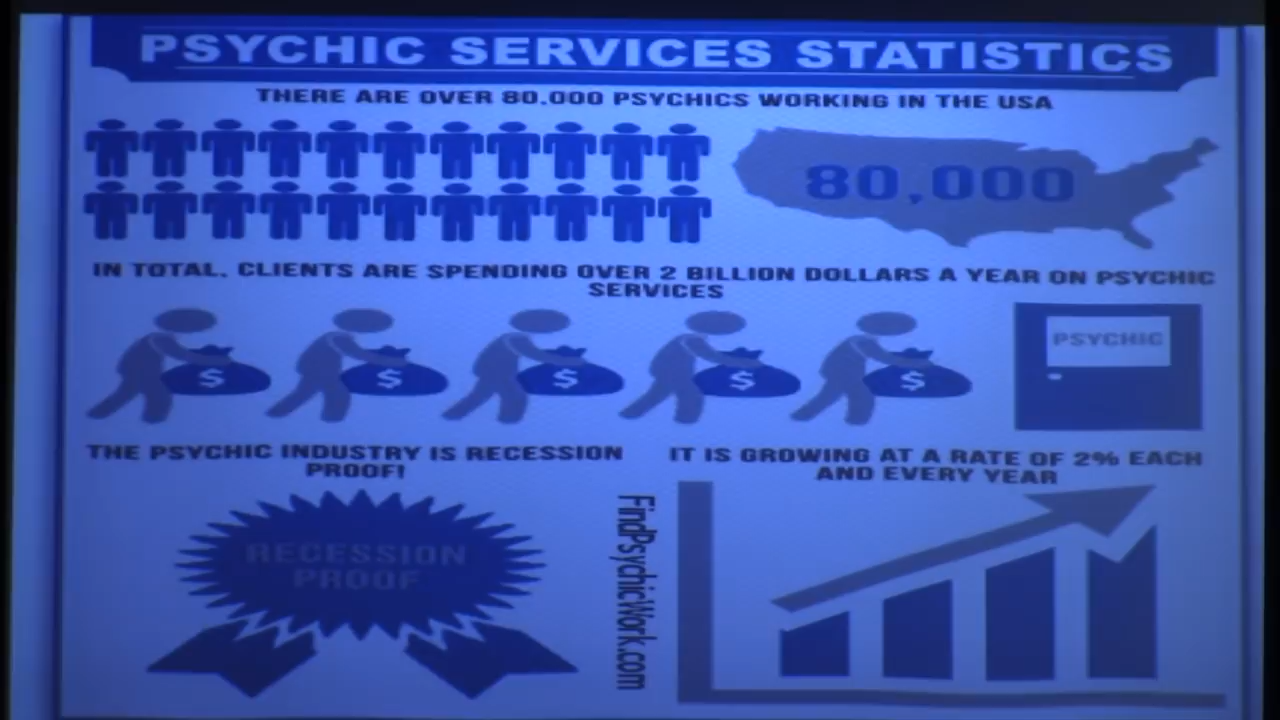 PSYCHIC SERVICES STATISTICS
THERE ARE OVER 80.000 PSYCHICS WORKING IN THE USA
80,000
IN TOTAL, CLIENTS ARE SPENDING OVER 2 BILLION DOLLARS A YEAR ON PSYCHIC
SERVICES
$ $ $ $ $
PSYCHIC
THE PSYCHIC INDUSTRY IS RECESSION
PROOF!
IT IS GROWING AT A RATE OF 2% EACH
AND EVERY YEAR
RECESSION
PROOF
FindPsychicWork.com